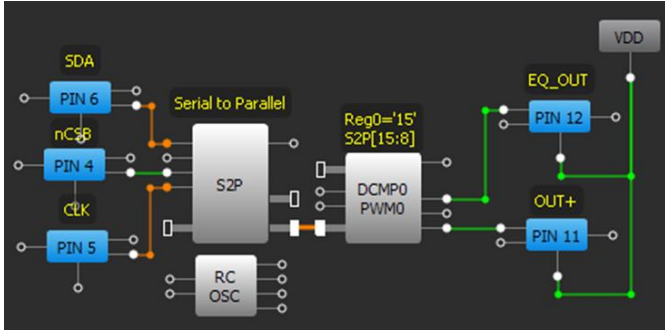 VDD
SDA
EQ_OUT
PIN 6
Serial to Parallel
Reg0='15'
S2P[15:8]
PIN 12
nCSB
PIN 4
S2P
DCMP0
PWM0
OUT+
CLK
PIN 5
PIN 11
RC
OSC